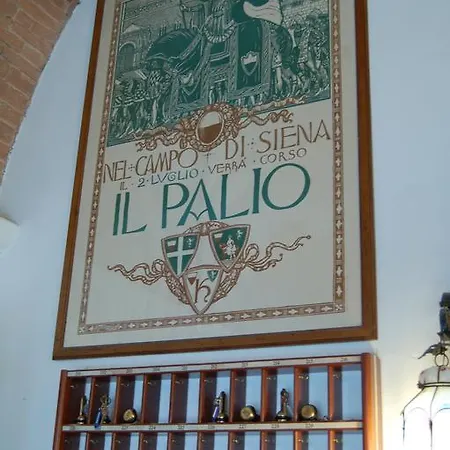 NEL CAMPO DI SIENA
IL · 2 · LUGLIO · VERRÀ · CORSO
IL PALIO